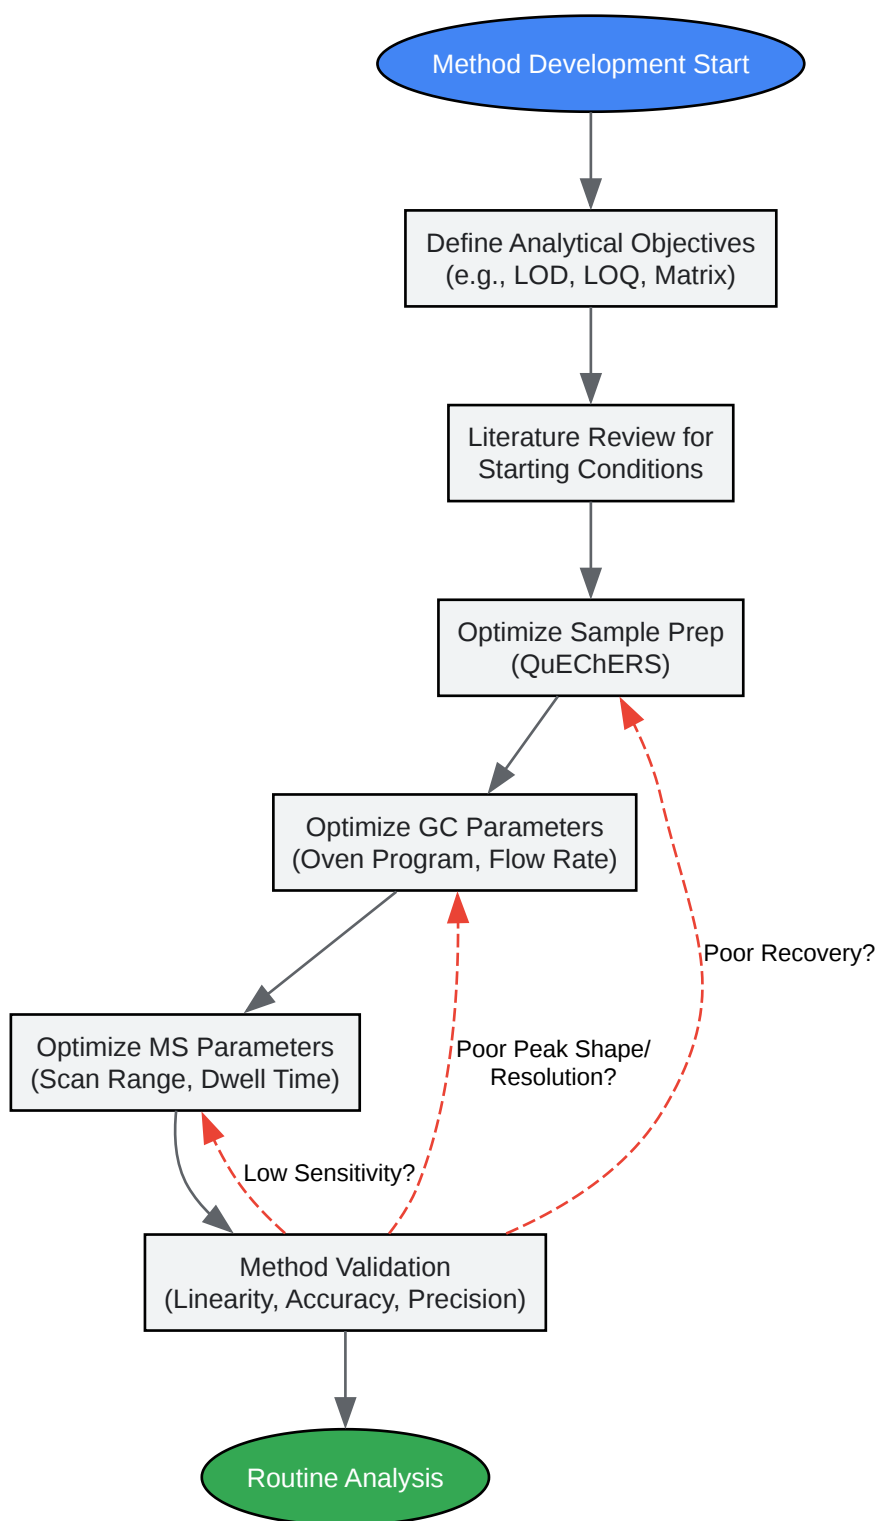 Method Development Start
Define Analytical Objectives
(e.g., LOD, LOQ, Matrix)
Literature Review for
Starting Conditions
Optimize Sample Prep
(QuEChERS)
Optimize GC Parameters
(Oven Program, Flow Rate)
Poor Recovery?
Optimize MS Parameters
(Scan Range, Dwell Time)
Poor Peak Shape/
Resolution?
Low Sensitivity?
Method Validation
(Linearity, Accuracy, Precision)
Routine Analysis